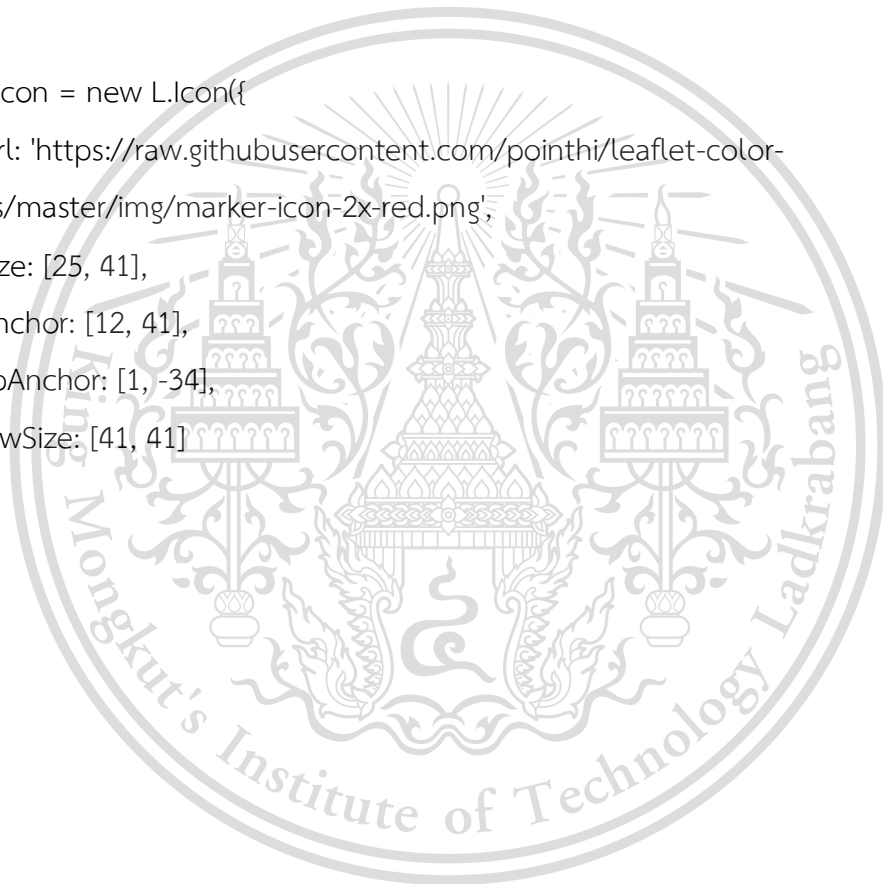 con = new L.Icon({
rl: 'https://raw.githubusercontent.com/pointhi/leaflet-color-
s/master/img/marker-icon-2x-red.png',
ze: [25, 41],
nchor: [12, 41],
pAnchor: [1, -34],
wSize: [41, 41]
King Mongkut's Institute of Technology Ladkrabang